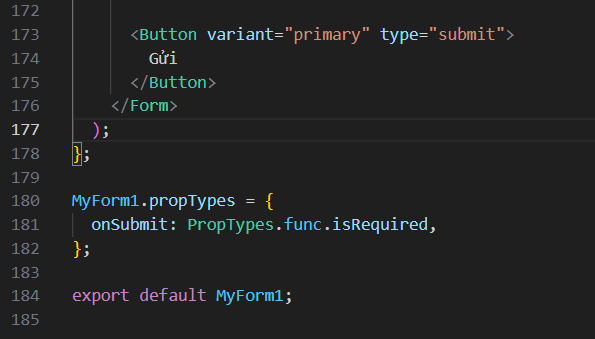 172
173 <Button variant="primary" type="submit">
174 Gửi
175 </Button>
176 </Form>
177 );
178 };
179
180 MyForm1.propTypes = {
181 onSubmit: PropTypes.func.isRequired,
182 };
183
184 export default MyForm1;
185